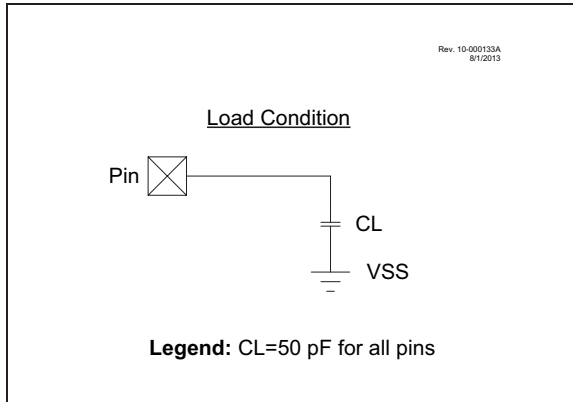 Rev. 10-000133A
8/1/2013
Load Condition
Pin
CL
VSS
Legend: CL=50 pF for all pins